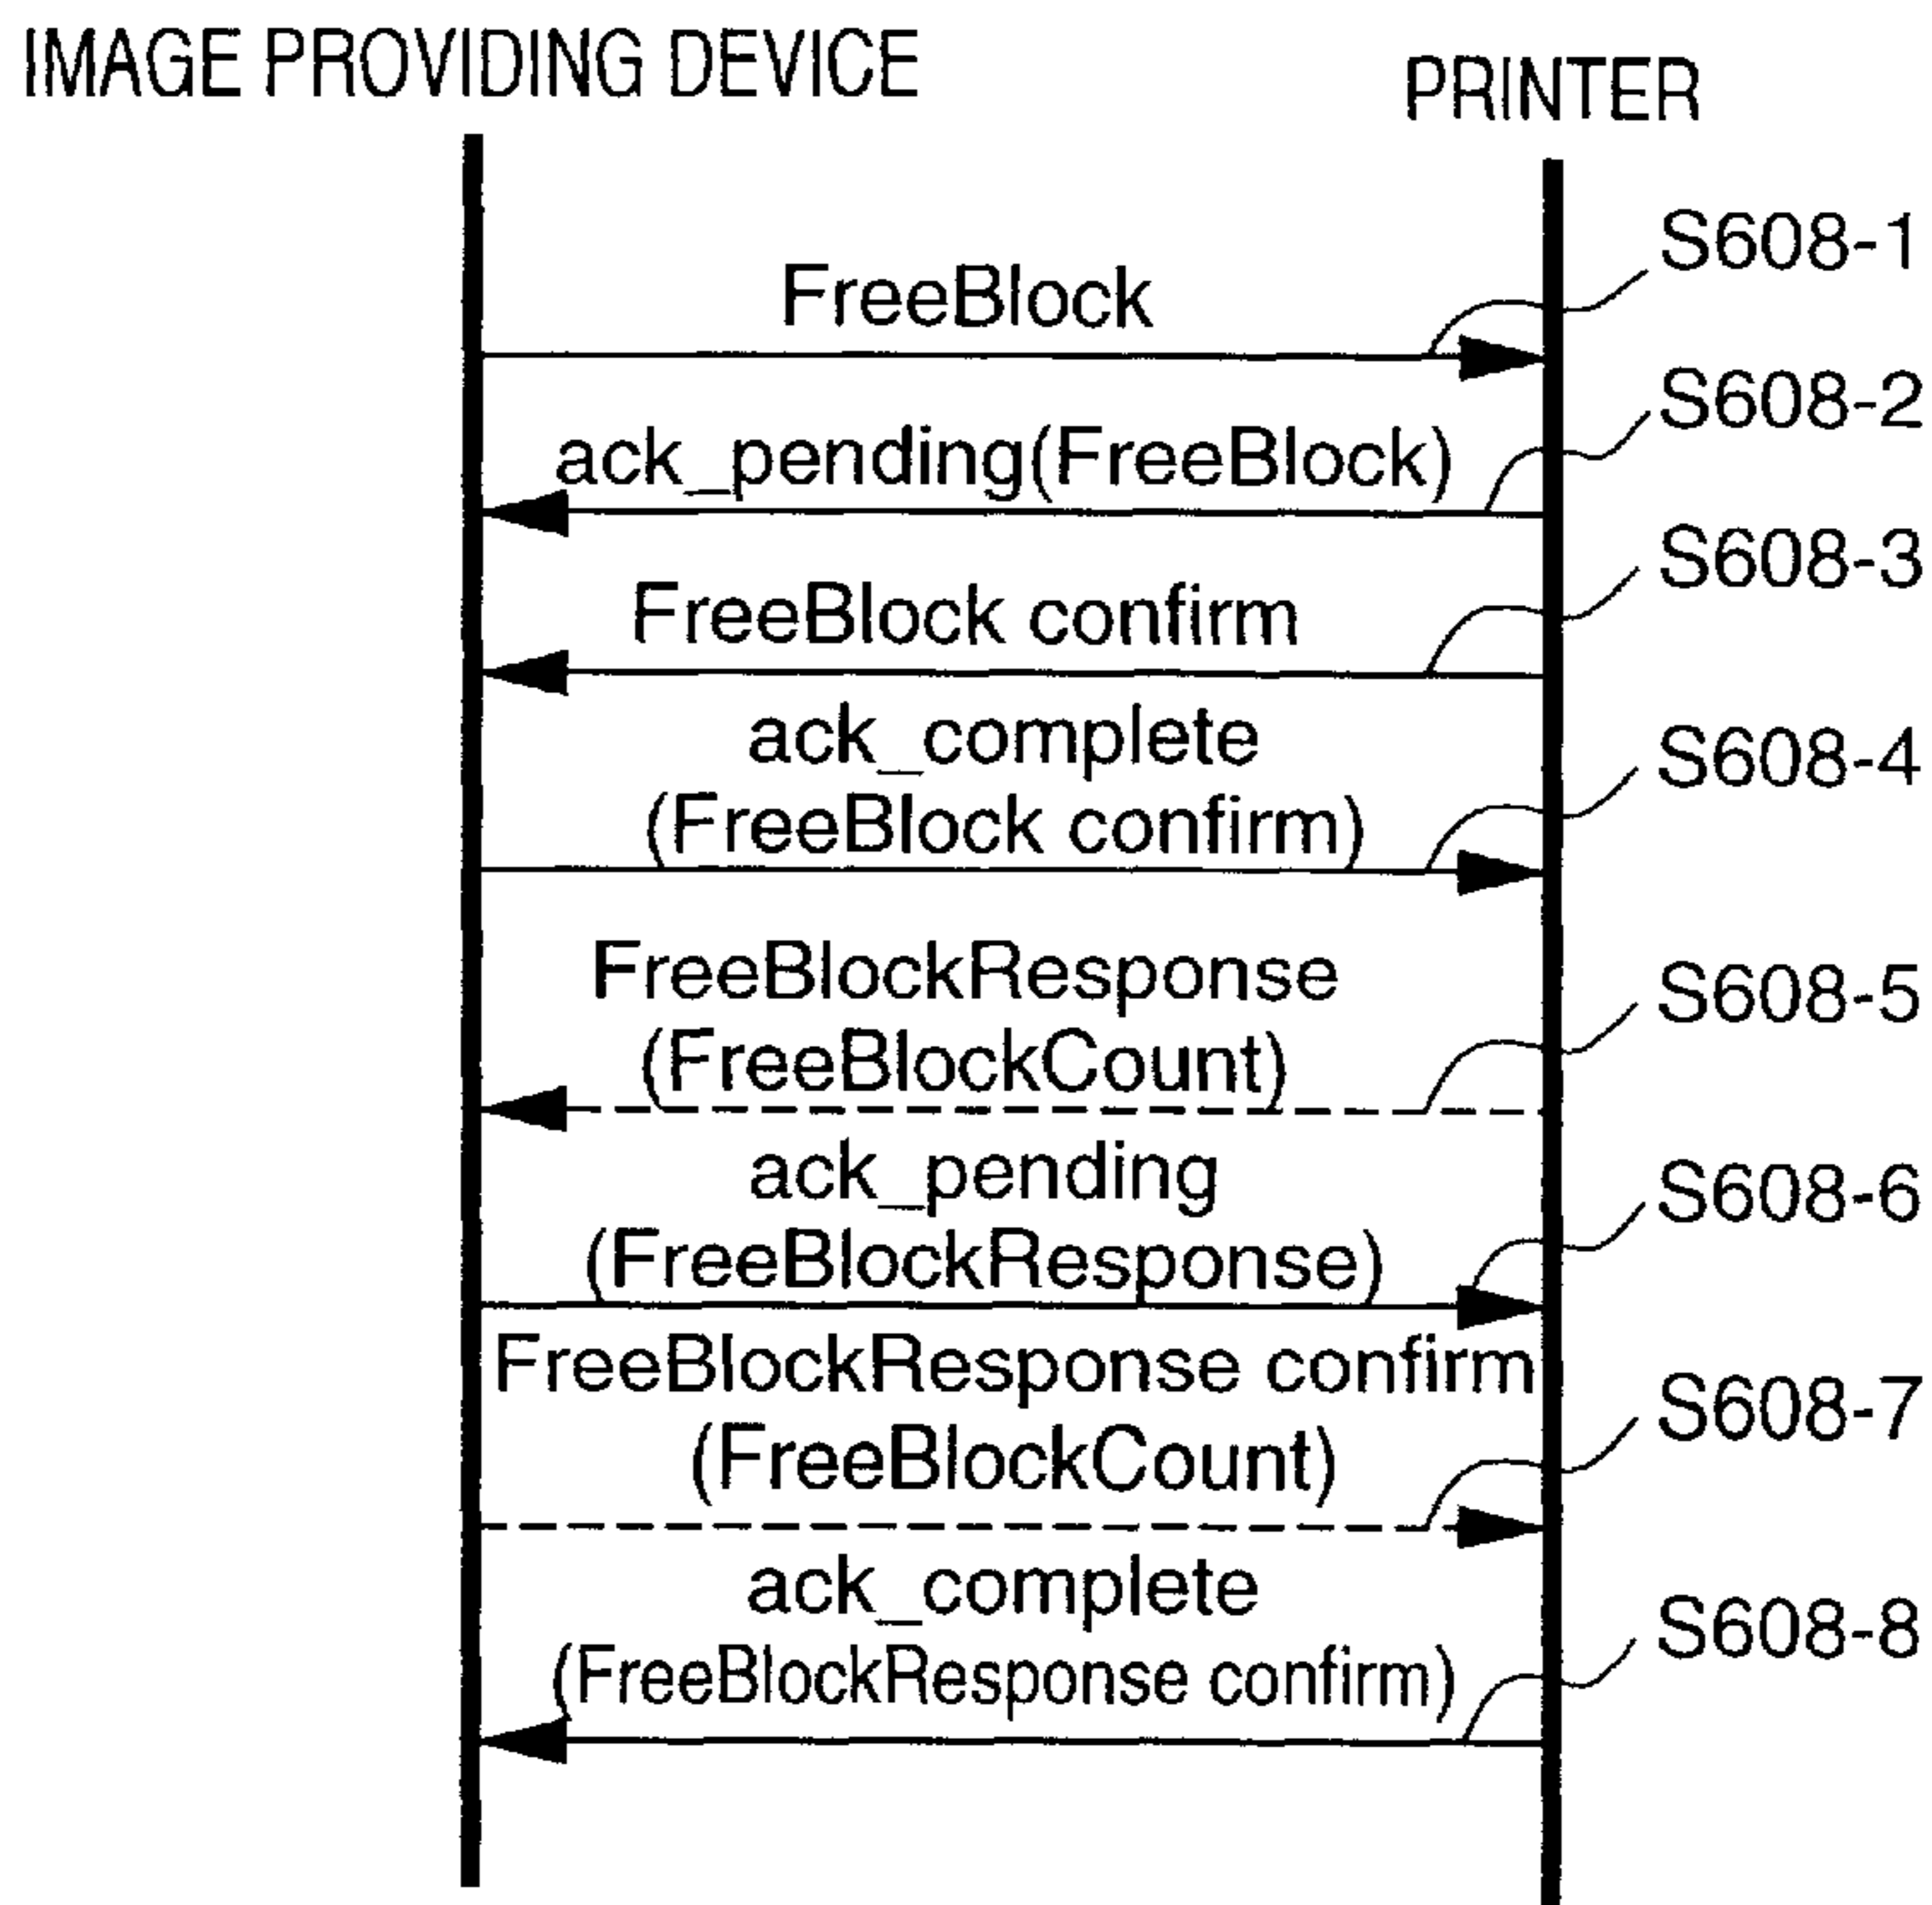 IMAGE PROVIDING DEVICE
PRINTER
S608-1
FreeBlock
S608-2
ack_pending(FreeBlock)
S608-3
FreeBlock confirm
ack_complete
S608-4
(FreeBlock confirm)
FreeBlockResponse
S608-5
(FreeBlockCount)
ack_pending
S608-6
(FreeBlockResponse)
FreeBlockResponse confirm
S608-7
(FreeBlockCount)
ack_complete
S608-8
(FreeBlockResponse confirm)